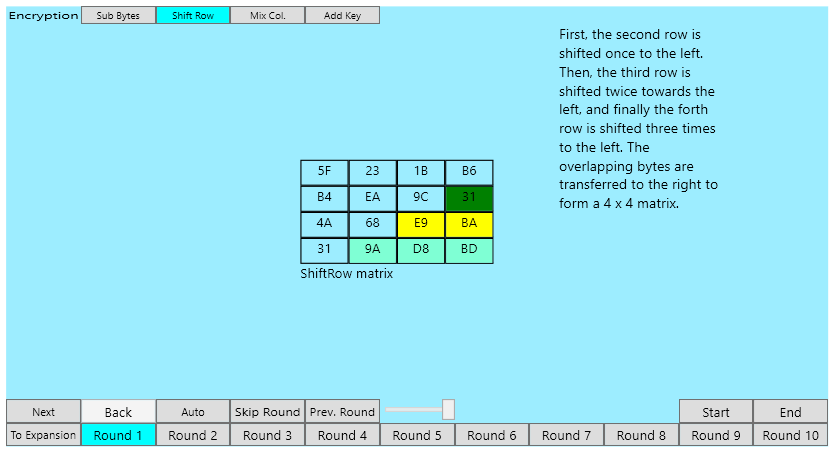 Encryption Sub Bytes Shift Row Mix Col. Add Key
First, the second row is
shifted once to the left.
Then, the third row is
shifted twice towards the
left, and finally the forth
row is shifted three times
to the left. The
overlapping bytes are
transferred to the right to
form a 4 x 4 matrix.
5F 23 1B B6
B4 EA 9C 31
4A 68 E9 BA
31 9A D8 BD
ShiftRow matrix
Next Back Auto Skip Round Prev. Round Start End
To Expansion Round 1 Round 2 Round 3 Round 4 Round 5 Round 6 Round 7 Round 8 Round 9 Round 10